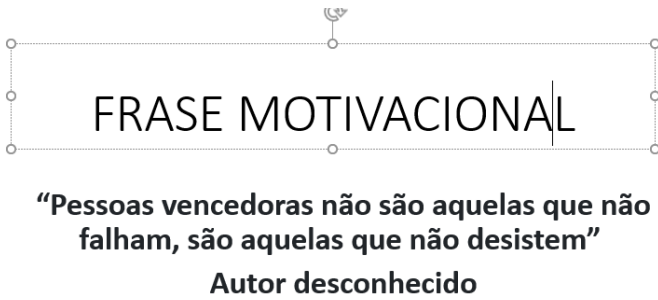 FRASE MOTIVACIONAL
“Pessoas vencedoras não são aquelas que não
falham, são aquelas que não desistem”
Autor desconhecido